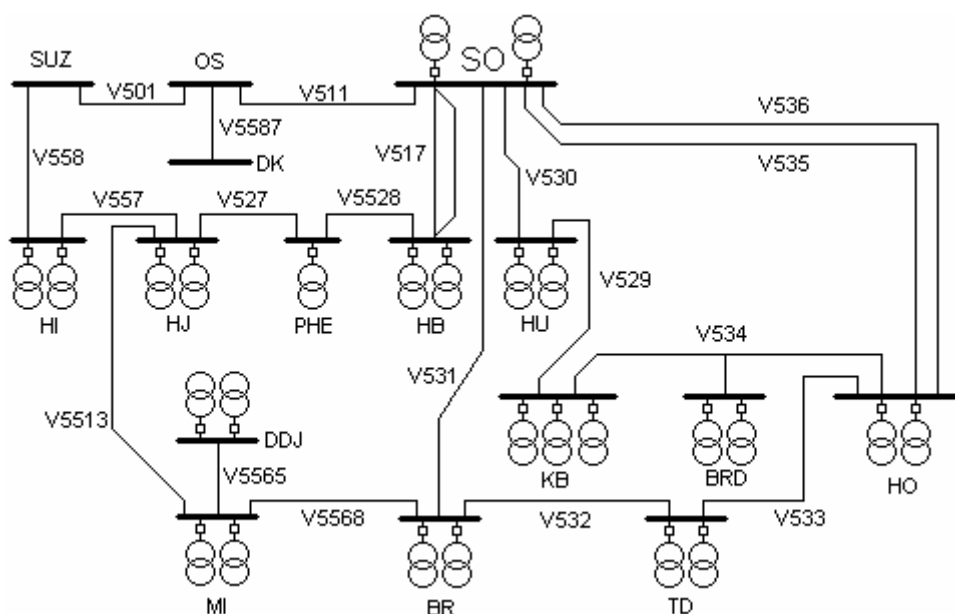 SUZ
OS
SO
V501
V511
V536
V5587
V517
V535
V558
DK
V530
V557
V527
V5528
V529
HI
HJ
PHE
HB
HU
V534
V531
V5513
DDJ
V5565
KB
BRD
HO
V5568
V532
V533
MI
BR
TD